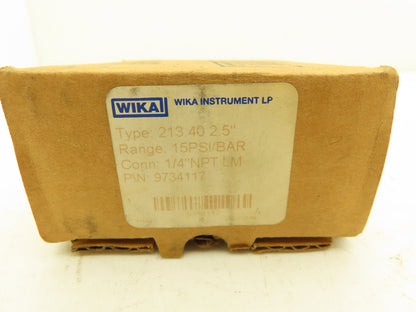 WIKA WIKA INSTRUMENT LP
Type: 213.40 2.5"
Range: 15PSI/BAR
Conn: 1/4"NPT LM
P\N: 9734117